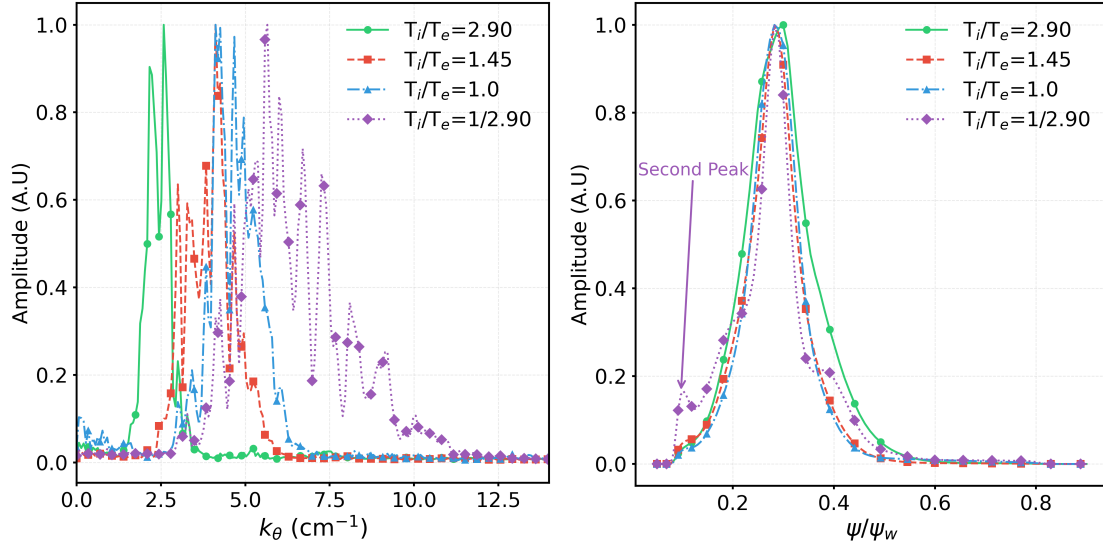 Amplitude (A.U)
1.0
0.8
0.6
0.4
0.2
0.0
T_i/T_e=2.90
T_i/T_e=1.45
T_i/T_e=1.0
T_i/T_e=1/2.90
0.0 2.5 5.0 7.5 10.0 12.5
k_θ (cm⁻¹)
Amplitude (A.U)
1.0
0.8
0.6
0.4
0.2
0.0
T_i/T_e=2.90
T_i/T_e=1.45
T_i/T_e=1.0
T_i/T_e=1/2.90
Second Peak
0.2 0.4 0.6 0.8
ψ/ψ_w